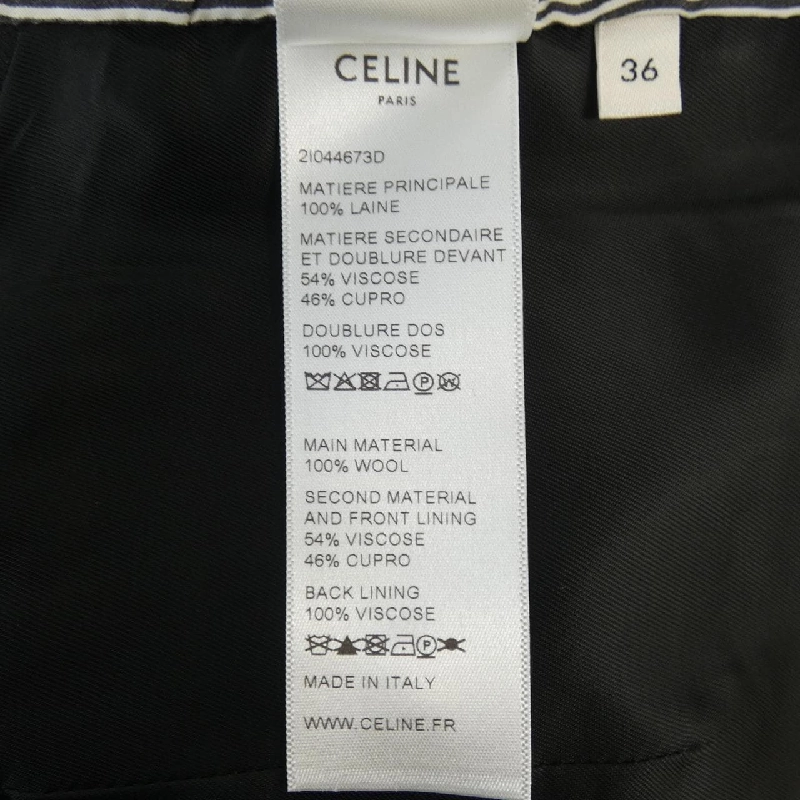 CELINE
PARIS
36
2I044673D
MATIERE PRINCIPALE
100% LAINE
MATIERE SECONDAIRE
ET DOUBLURE DEVANT
54% VISCOSE
46% CUPRO
DOUBLURE DOS
100% VISCOSE
MAIN MATERIAL
100% WOOL
SECOND MATERIAL
AND FRONT LINING
54% VISCOSE
46% CUPRO
BACK LINING
100% VISCOSE
MADE IN ITALY
WWW.CELINE.FR